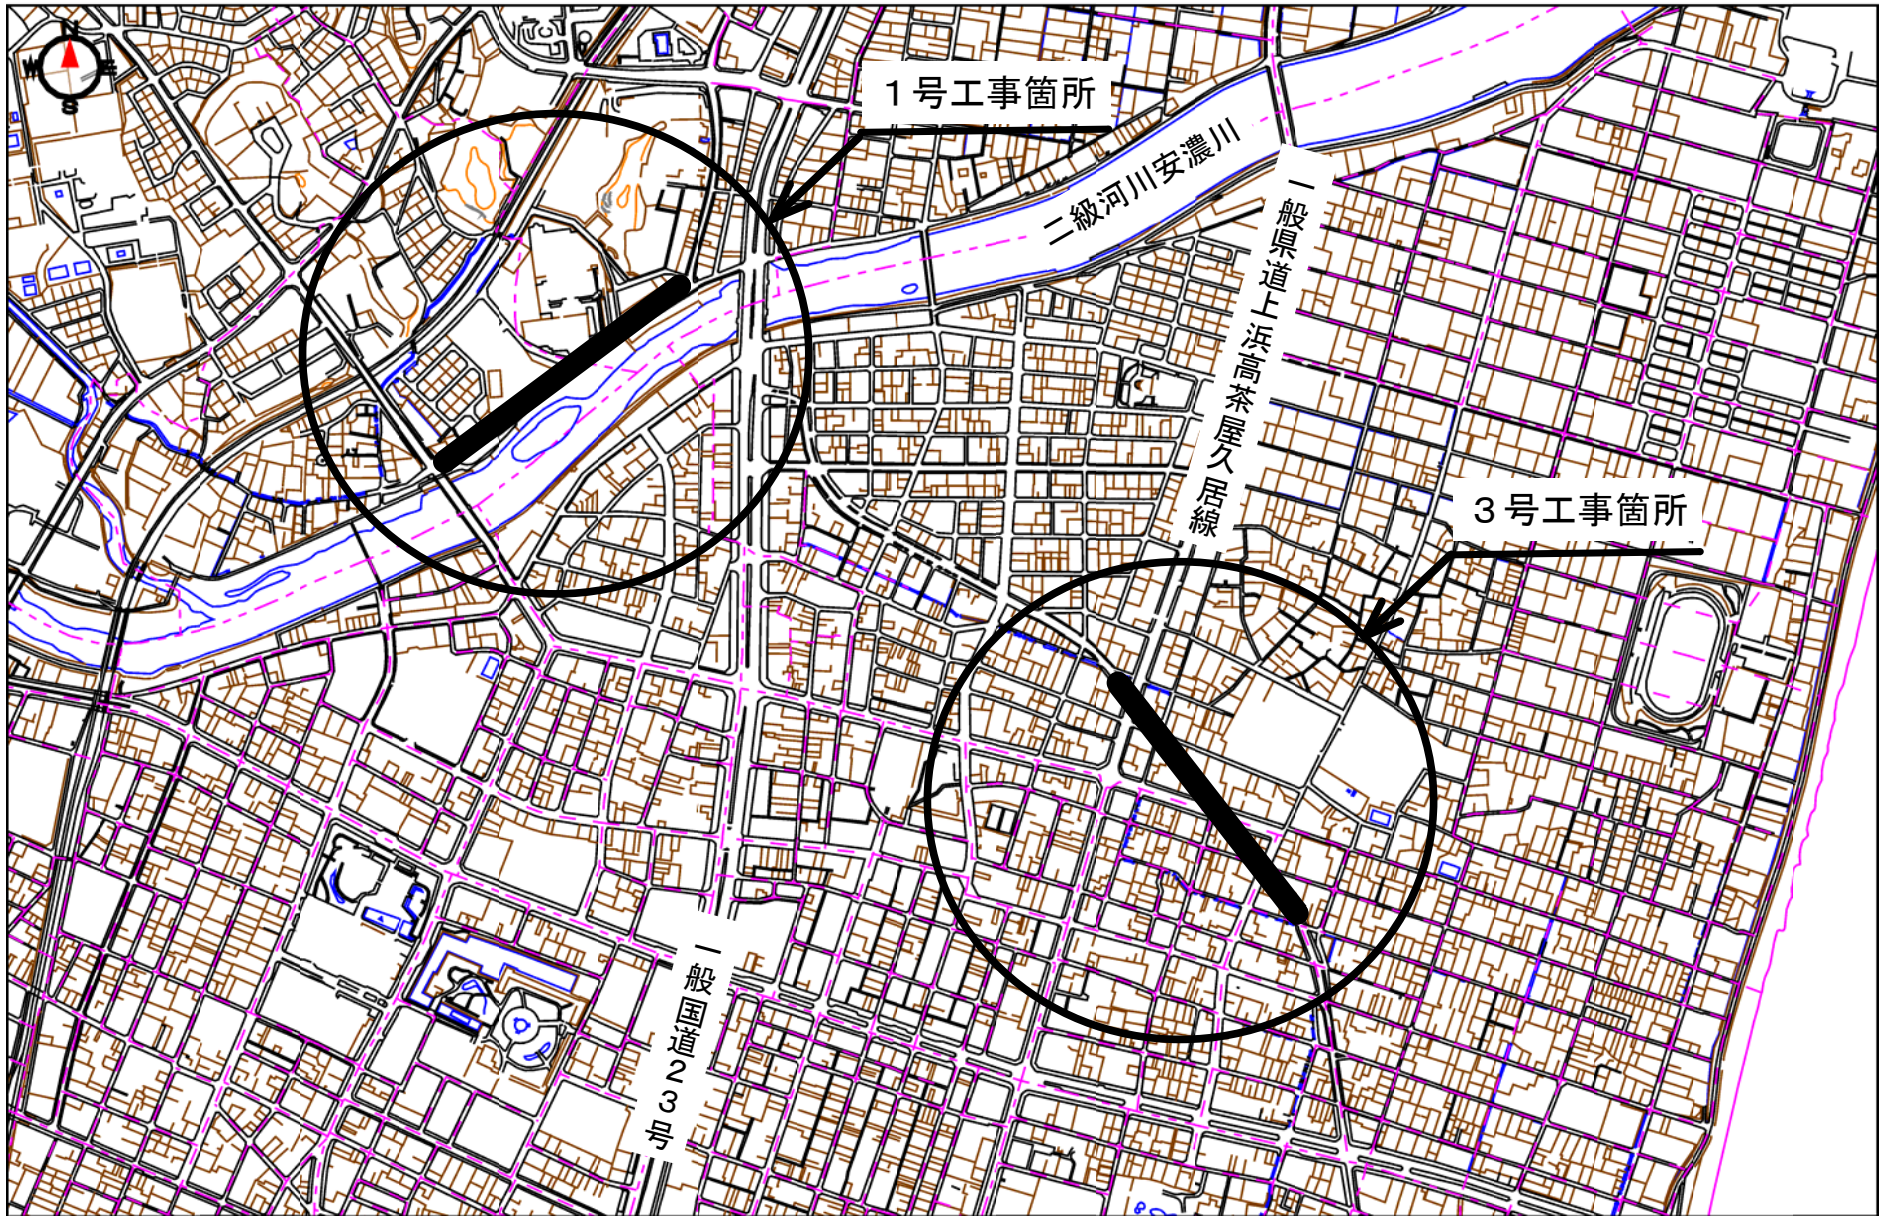 N
W
E
S
１号工事箇所
二級河川安濃川
一般県道上浜高茶屋久居線
３号工事箇所
一般国道２３号